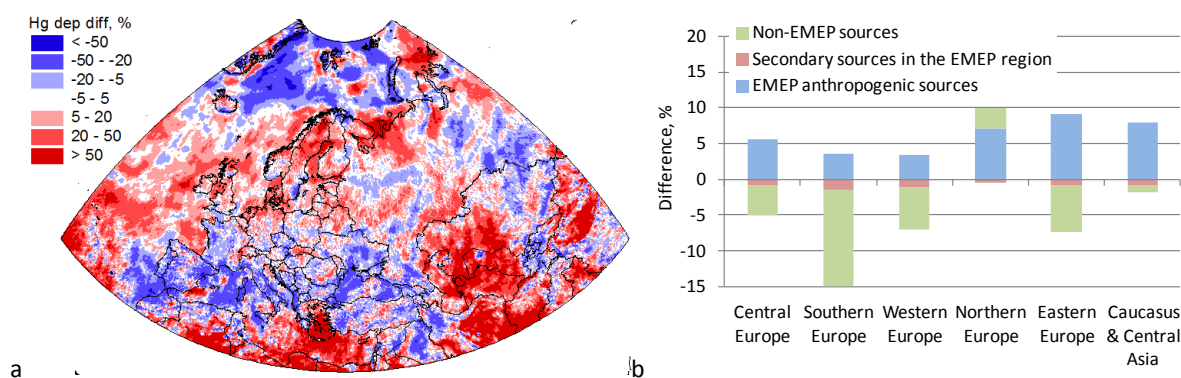 Hg dep diff, %
< -50
-50 - -20
-20 - -5
-5 - 5
5 - 20
20 - 50
> 50
a
Non-EMEP sources
Secondary sources in the EMEP region
EMEP anthropogenic sources
Difference, %
20
15
10
5
0
-5
-10
-15
Central Europe
Southern Europe
Western Europe
Northern Europe
Eastern Europe
Caucasus & Central Asia
b